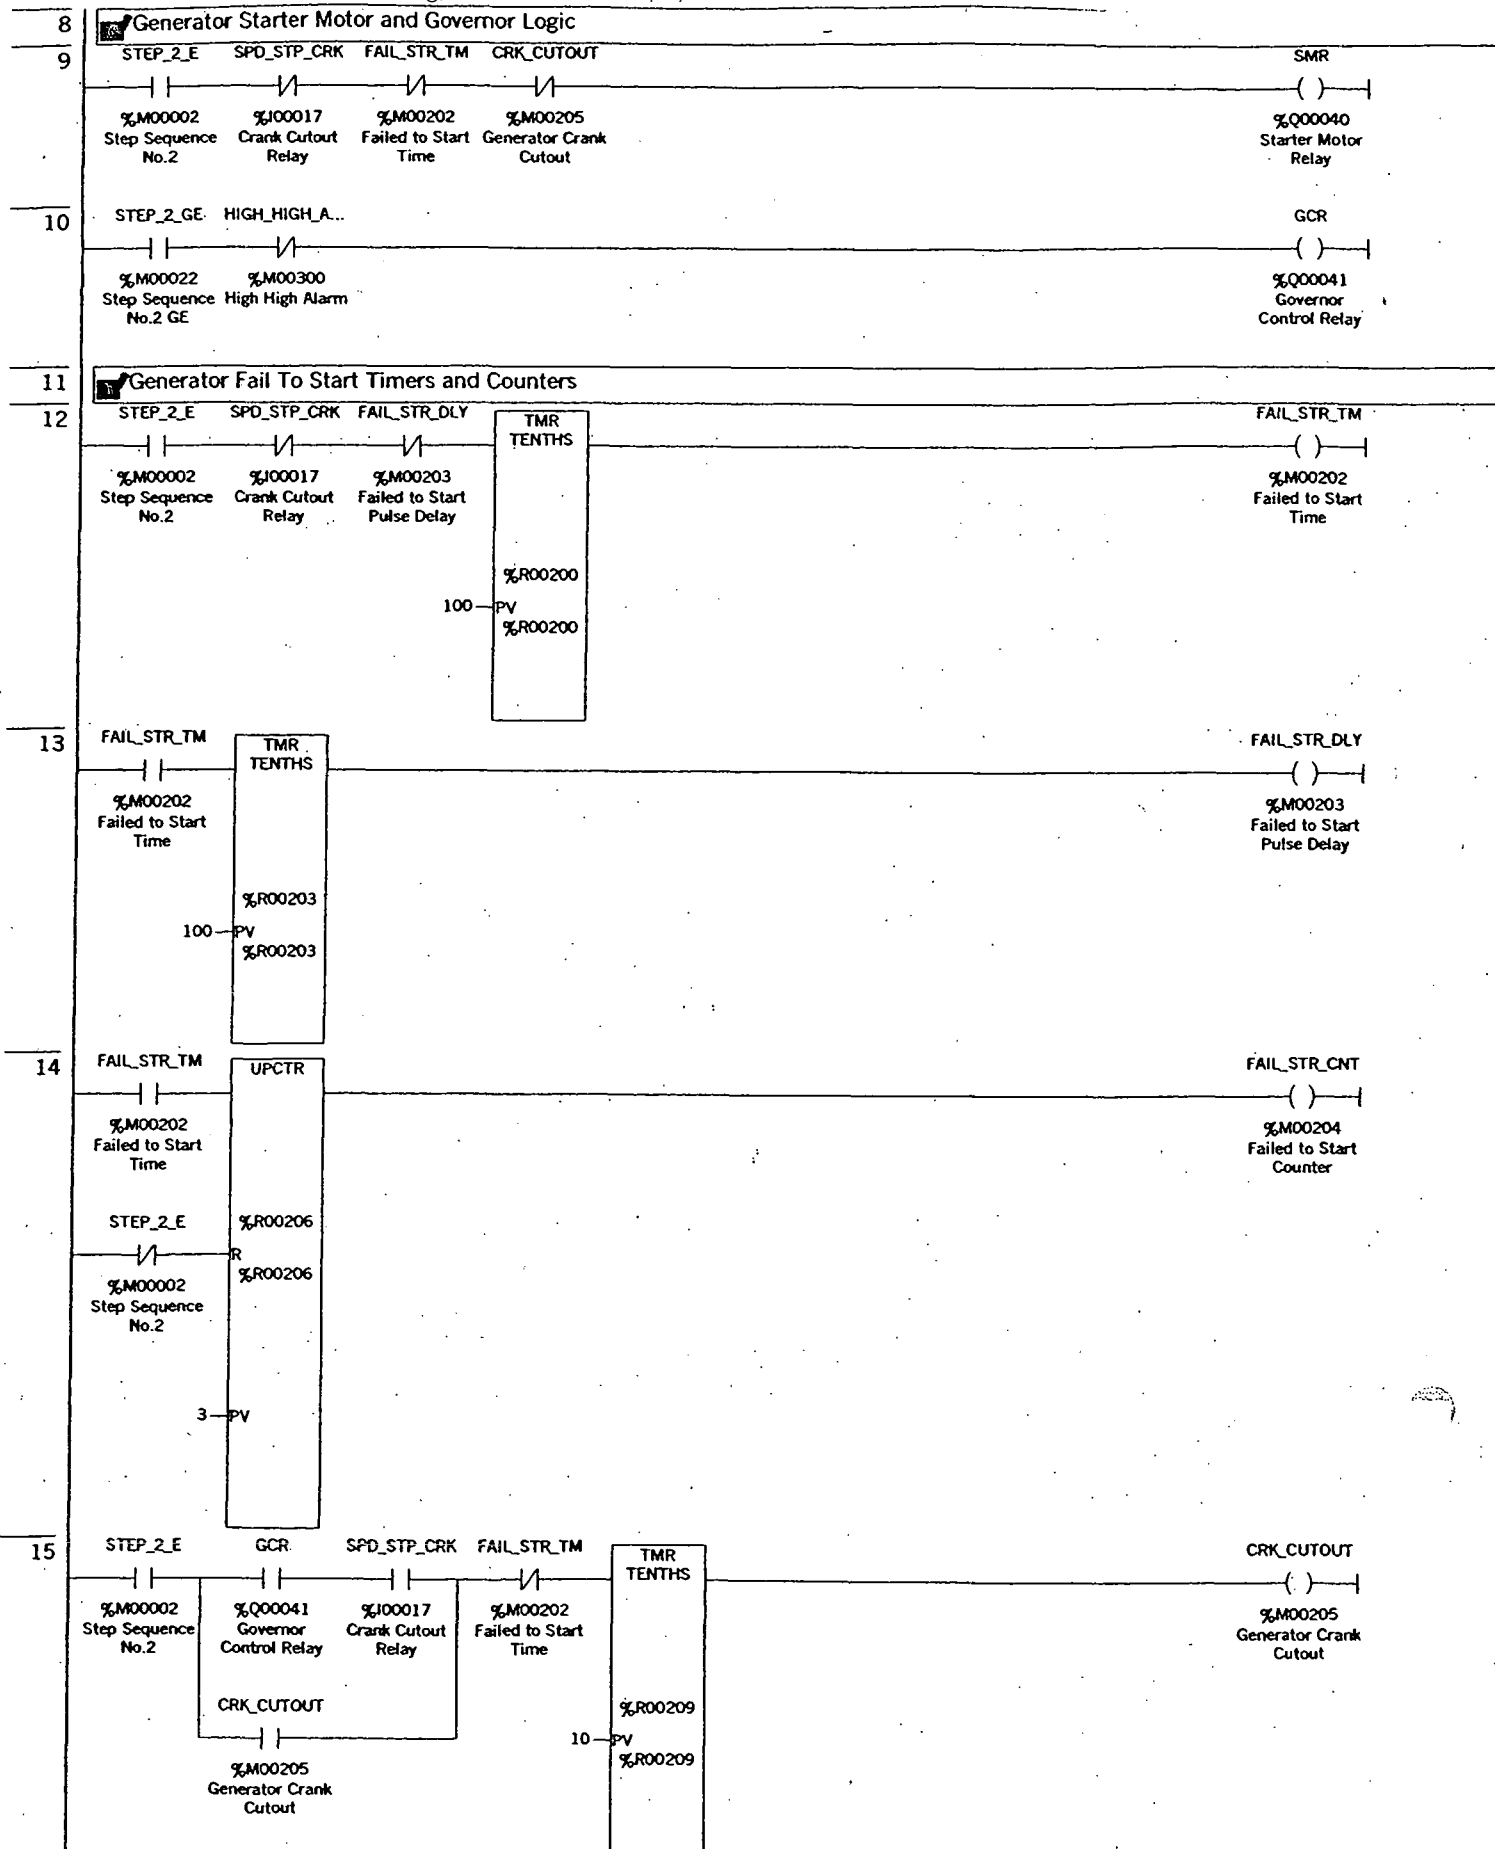 8 Generator Starter Motor and Governor Logic
9
STEP_2_E SPD_STP_CRK FAIL_STR_TM CRK_CUTOUT SMR
%M00002 %I00017 %M00202 %M00205 %Q00040
Step Sequence Crank Cutout Failed to Start Generator Crank Starter Motor
No.2 Relay Time Cutout Relay
10
STEP_2_GE HIGH_HIGH_A... GCR
%M00022 %M00300 %Q00041
Step Sequence High High Alarm Governor
No.2 GE Control Relay
11 Generator Fail To Start Timers and Counters
12
STEP_2_E SPD_STP_CRK FAIL_STR_DLY TMR FAIL_STR_TM
TENTHS
%M00002 %I00017 %M00203 %M00202
Step Sequence Crank Cutout Failed to Start Failed to Start
No.2 Relay Pulse Delay Time
%R00200
100 PV
%R00200
13
FAIL_STR_TM TMR FAIL_STR_DLY
TENTHS
%M00202 %M00203
Failed to Start Failed to Start
Time Pulse Delay
%R00203
100 PV
%R00203
14
FAIL_STR_TM UPCTR FAIL_STR_CNT
%M00202 %M00204
Failed to Start Failed to Start
Time Counter
STEP_2_E %R00206
R
%M00002 %R00206
Step Sequence
No.2
3 PV
15
STEP_2_E GCR SPD_STP_CRK FAIL_STR_TM TMR CRK_CUTOUT
TENTHS
%M00002 %Q00041 %I00017 %M00202 %M00205
Step Sequence Governor Crank Cutout Failed to Start Generator Crank
No.2 Control Relay Relay Time Cutout
CRK_CUTOUT %R00209
10 PV
%M00205 %R00209
Generator Crank
Cutout